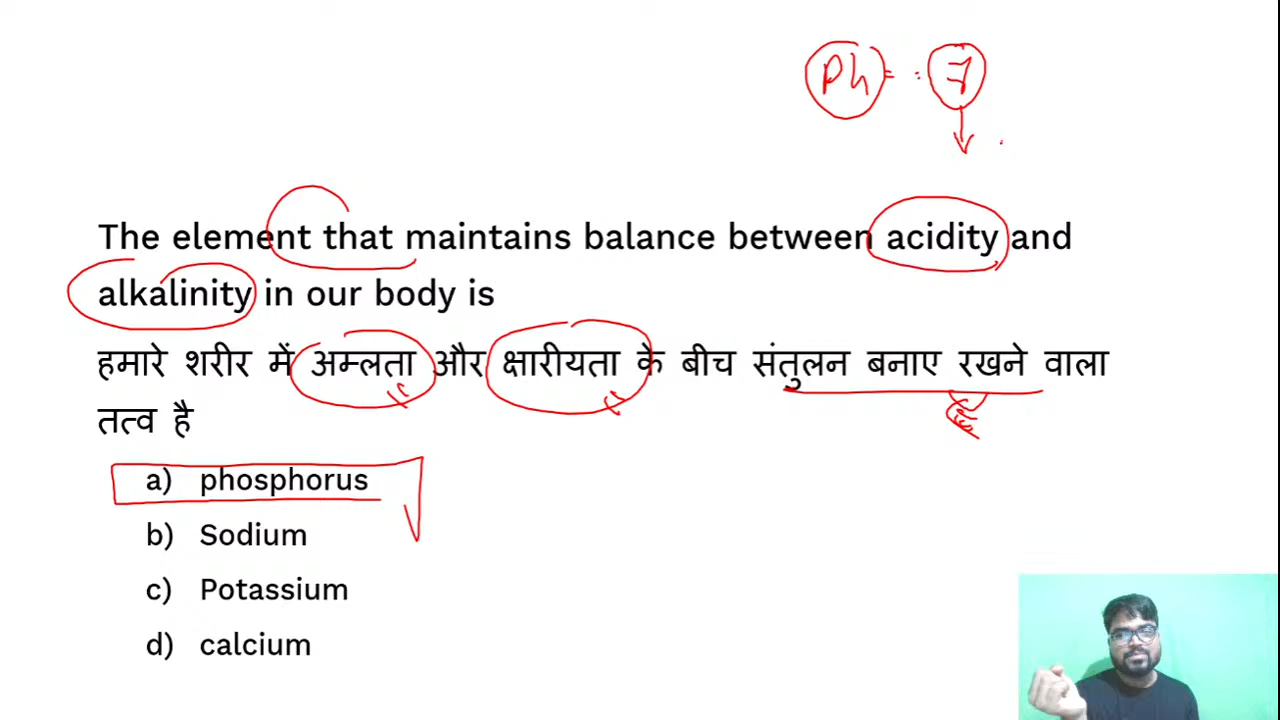 Ph = 7
The element that maintains balance between acidity and
alkalinity in our body is
हमारे शरीर में अम्लता और क्षारीयता के बीच संतुलन बनाए रखने वाला
तत्व है
a) phosphorus
b) Sodium
c) Potassium
d) calcium